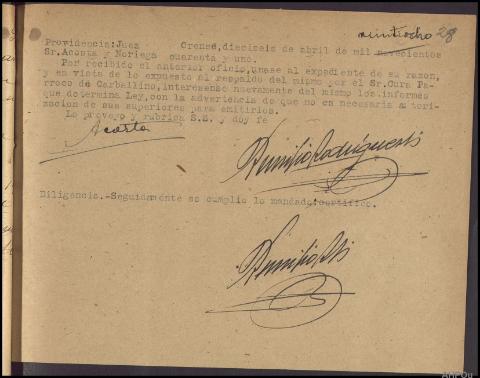 veintiocho 28
Providencia:Juez Orense,dieciseis de abril de mil novecientos
Sr.Acosta y Noriega cuarenta y uno.
Por recibido el anterior oficio, unase al expediente de su razon,
y en vista de lo expuesto al respaldo del mismo por el Sr.Cura Pa-
rroco de Carballino, interesese nuevamente del mismo los informes
que determina Ley, con la advertencia de que no es necesaria autori-
zacion de sus superiores para emitirlos.
Lo proveyo y rubrica S.S. y doy fe
Acosta
Diligencia.-Seguidamente se cumplio lo mandado;certifico.